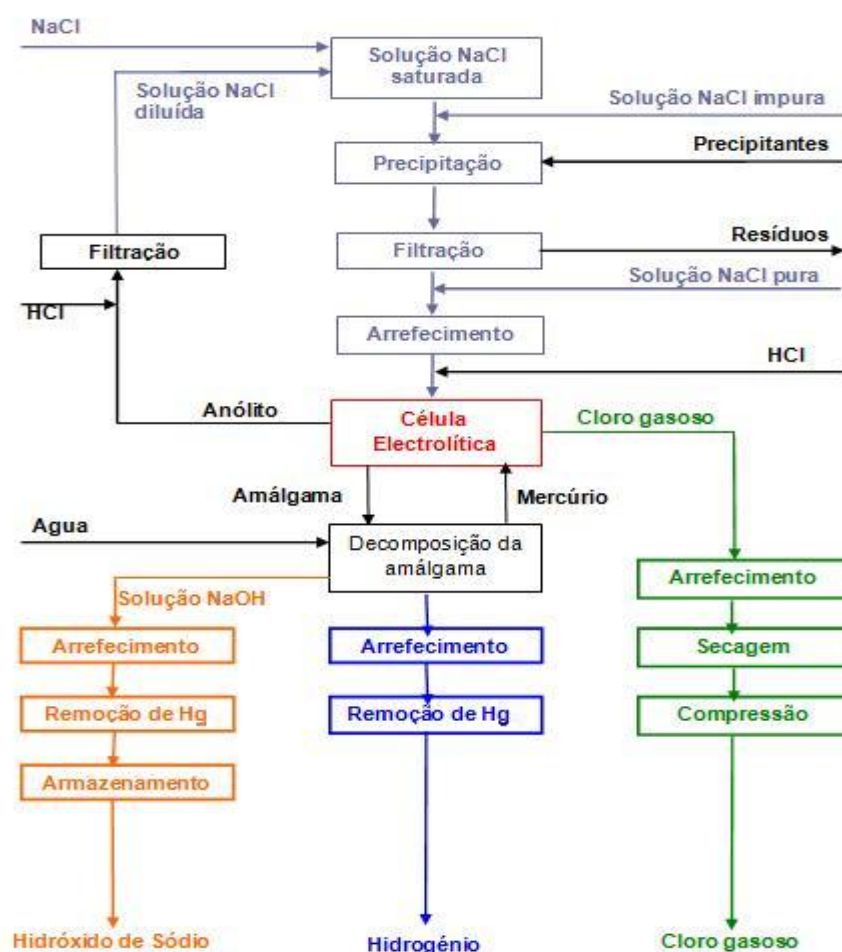 NaCl
Solução NaCl
saturada
Solução NaCl
diluída
Solução NaCl impura
Precipitantes
Precipitação
Filtração
Filtração
Resíduos
Solução NaCl pura
HCl
Arrefecimento
HCl
Anólito
Célula
Electrolítica
Cloro gasoso
Amálgama
Mercúrio
Agua
Decomposição da
amálgama
Solução NaOH
Arrefecimento
Arrefecimento
Arrefecimento
Secagem
Remoção de Hg
Remoção de Hg
Compressão
Armazenamento
Hidróxido de Sódio
Hidrogénio
Cloro gasoso